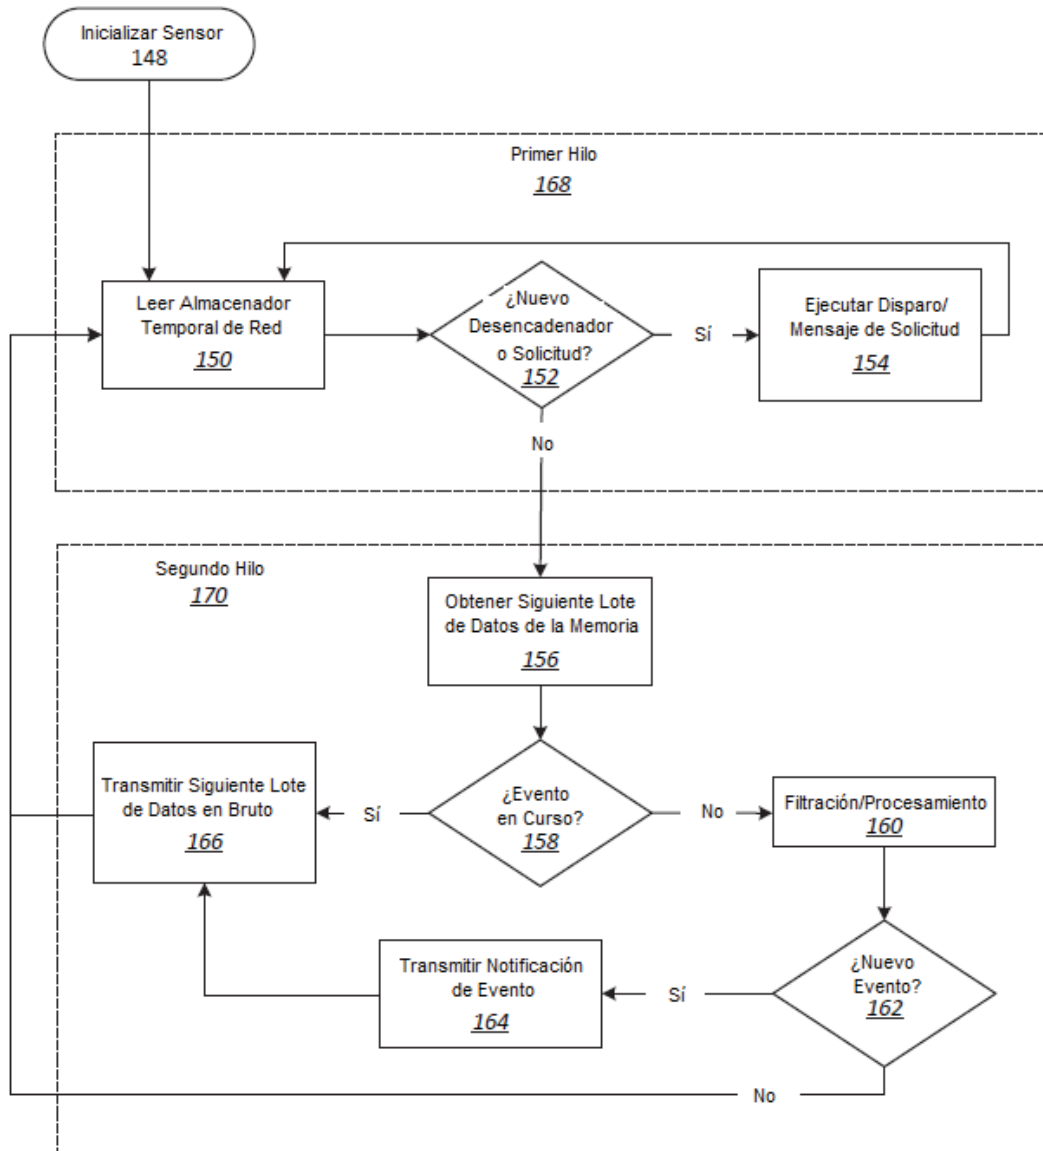 Inicializar Sensor
148
Primer Hilo
168
Leer Almacenador
Temporal de Red
150
¿Nuevo
Desencadenador
o Solicitud?
152
Sí
Ejecutar Disparo/
Mensaje de Solicitud
154
No
Segundo Hilo
170
Obtener Siguiente Lote
de Datos de la Memoria
156
Transmitir Siguiente Lote
de Datos en Bruto
166
Sí
¿Evento
en Curso?
158
No
Filtración/Procesamiento
160
Transmitir Notificación
de Evento
164
Sí
¿Nuevo
Evento?
162
No